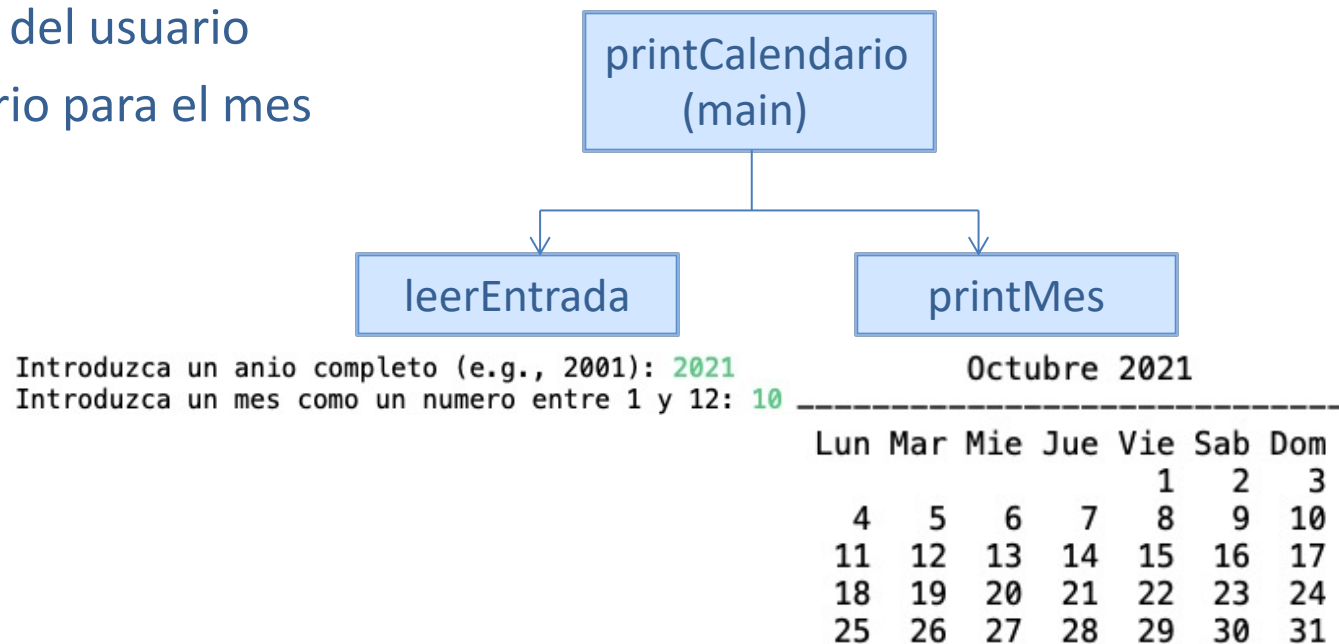 del usuario
rio para el mes
printCalendario
(main)
leerEntrada
printMes
Introduzca un anio completo (e.g., 2001): 2021
Introduzca un mes como un numero entre 1 y 12: 10
Octubre 2021
-----------------------------
Lun Mar Mie Jue Vie Sab Dom
1 2 3
4 5 6 7 8 9 10
11 12 13 14 15 16 17
18 19 20 21 22 23 24
25 26 27 28 29 30 31